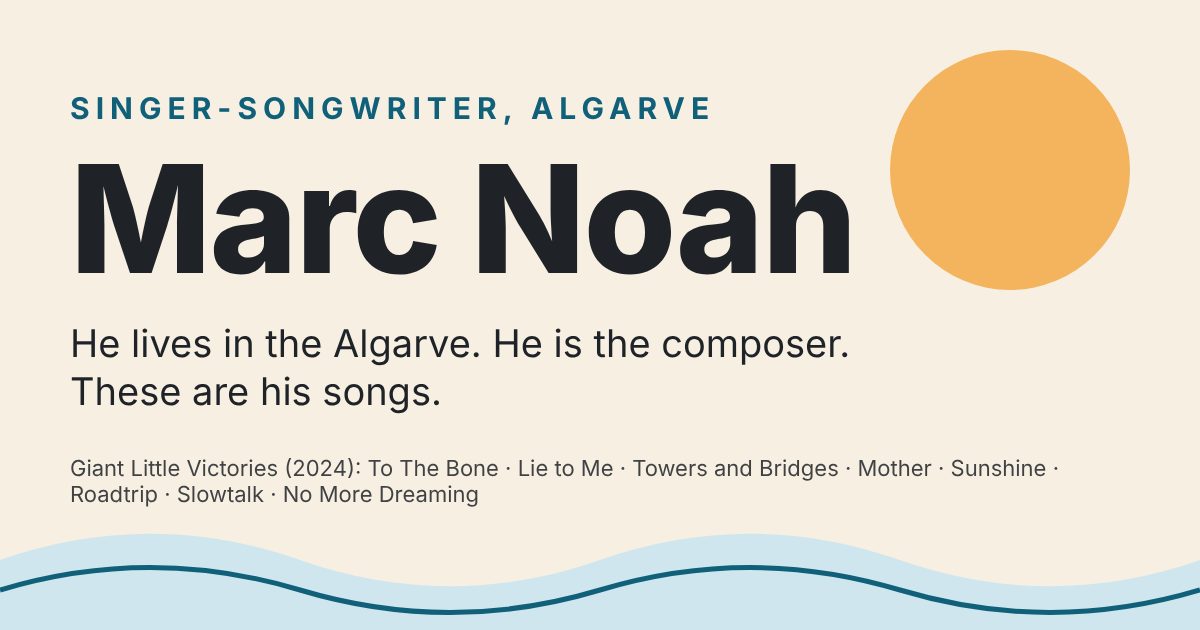 SINGER-SONGWRITER, ALGARVE
Marc Noah
He lives in the Algarve. He is the composer.
These are his songs.
Giant Little Victories (2024): To The Bone · Lie to Me · Towers and Bridges · Mother · Sunshine ·
Roadtrip · Slowtalk · No More Dreaming